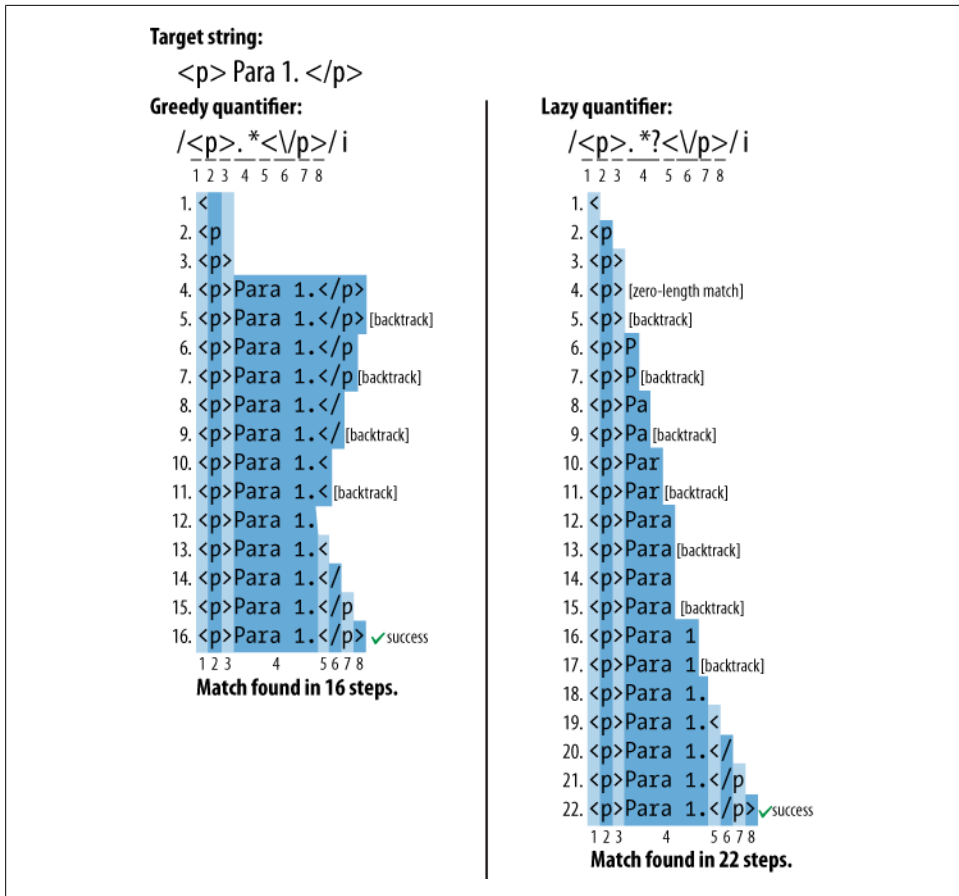 Target string:
<p> Para 1. </p>
Greedy quantifier:
/<p>. *<\/p>/ i
1 2 3 4 5 6 7 8
1. <
2. <p
3. <p>
4. <p>Para 1.</p>
5. <p>Para 1.</p> [backtrack]
6. <p>Para 1.</p
7. <p>Para 1.</p [backtrack]
8. <p>Para 1.</
9. <p>Para 1.</ [backtrack]
10. <p>Para 1.<
11. <p>Para 1.< [backtrack]
12. <p>Para 1.
13. <p>Para 1.<
14. <p>Para 1.</
15. <p>Para 1.</p
16. <p>Para 1.</p> ✓success
1 2 3 4 5 6 7 8
Match found in 16 steps.
Lazy quantifier:
/<p>. *?<\/p>/ i
1 2 3 4 5 6 7 8
1. <
2. <p
3. <p>
4. <p> [zero-length match]
5. <p> [backtrack]
6. <p>P
7. <p>P [backtrack]
8. <p>Pa
9. <p>Pa [backtrack]
10. <p>Par
11. <p>Par [backtrack]
12. <p>Para
13. <p>Para [backtrack]
14. <p>Para
15. <p>Para [backtrack]
16. <p>Para 1
17. <p>Para 1 [backtrack]
18. <p>Para 1.
19. <p>Para 1.<
20. <p>Para 1.</
21. <p>Para 1.</p
22. <p>Para 1.</p> ✓success
1 2 3 4 5 6 7 8
Match found in 22 steps.